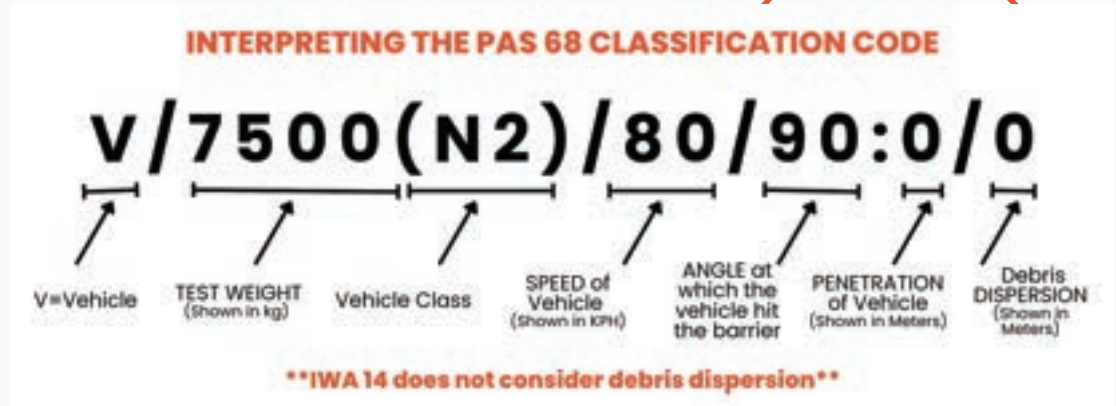 INTERPRETING THE PAS 68 CLASSIFICATION CODE
V/7500(N2)/80/90:0/0
V=Vehicle
TEST WEIGHT
(Shown in kg)
Vehicle Class
SPEED of
Vehicle
(Shown in KPH)
ANGLE at
which the
vehicle hit
the barrier
PENETRATION
of Vehicle
(Shown in Meters)
Debris
DISPERSION
(Shown in
Meters)
**IWA 14 does not consider debris dispersion**